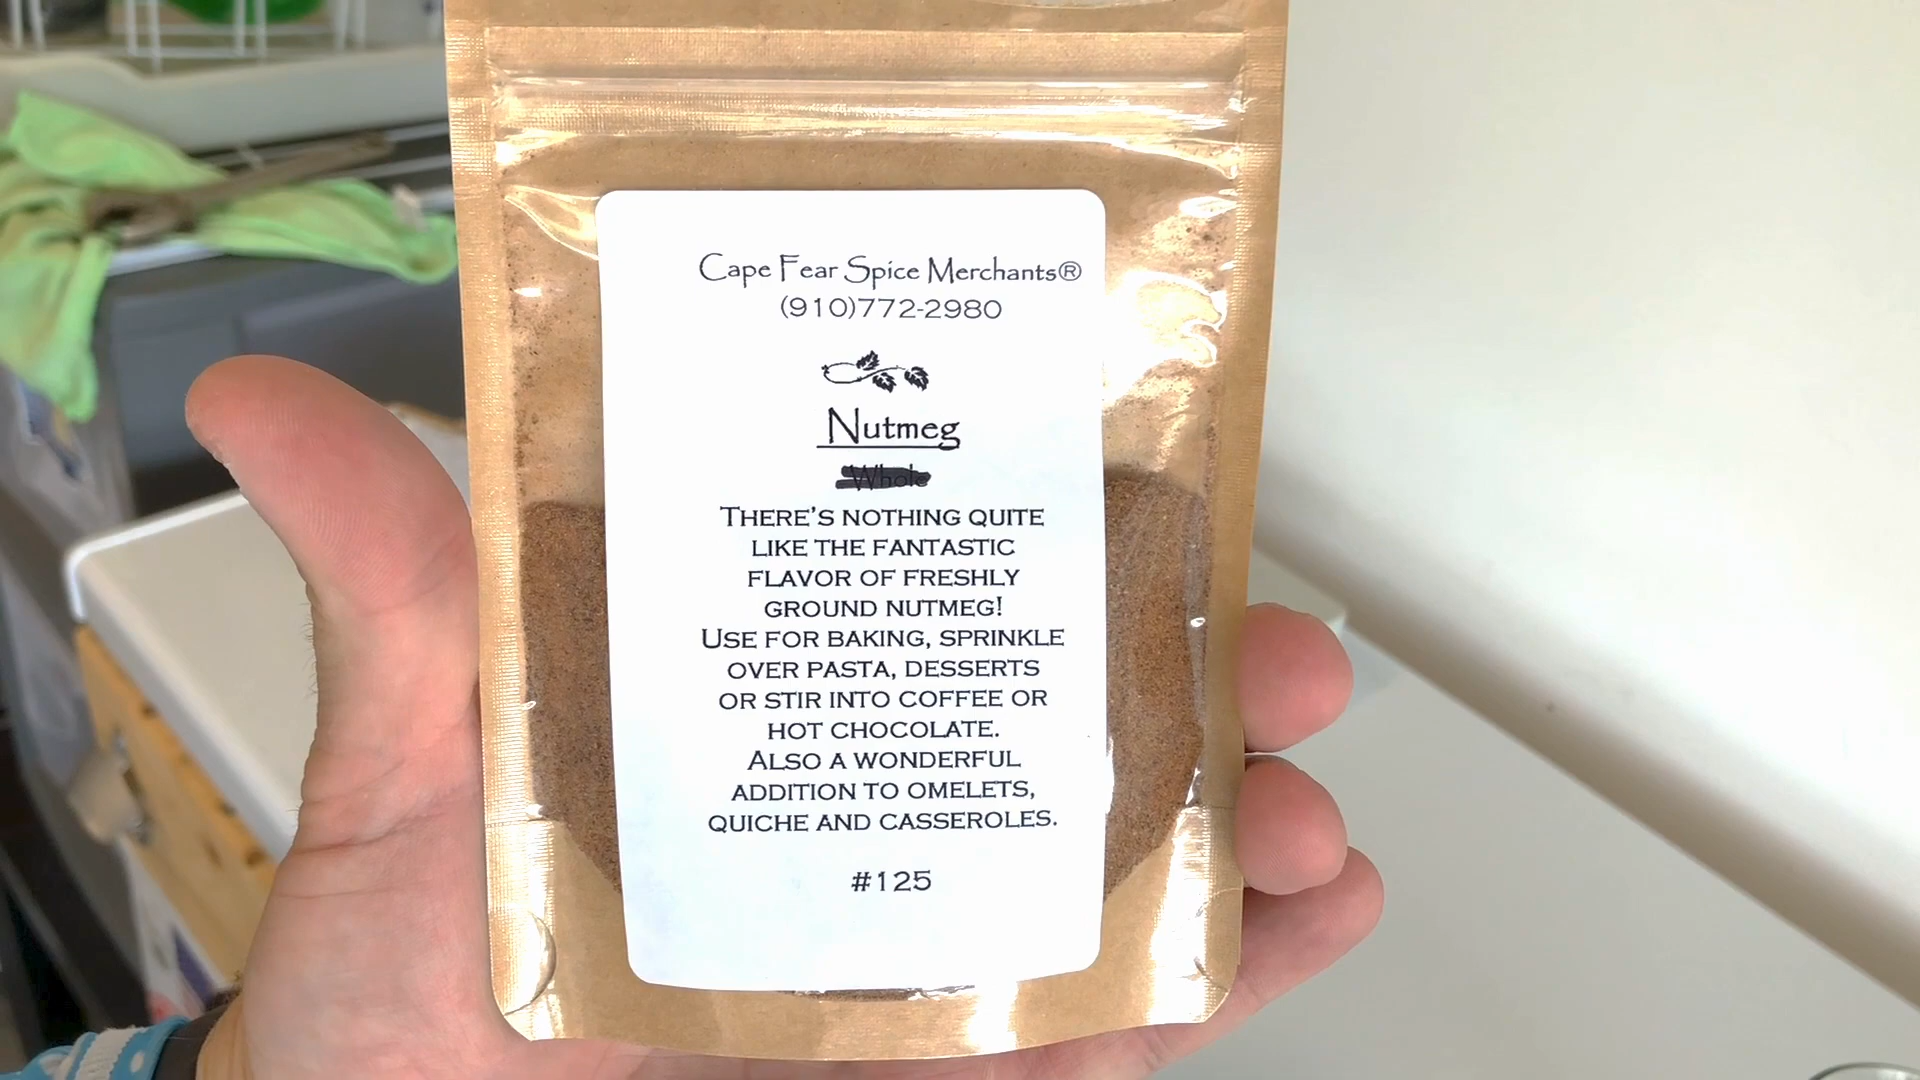 Cape Fear Spice Merchants®
(910)772-2980
Nutmeg
Whole
THERE'S NOTHING QUITE
LIKE THE FANTASTIC
FLAVOR OF FRESHLY
GROUND NUTMEG!
USE FOR BAKING, SPRINKLE
OVER PASTA, DESSERTS
OR STIR INTO COFFEE OR
HOT CHOCOLATE.
ALSO A WONDERFUL
ADDITION TO OMELETS,
QUICHE AND CASSEROLES.
#125